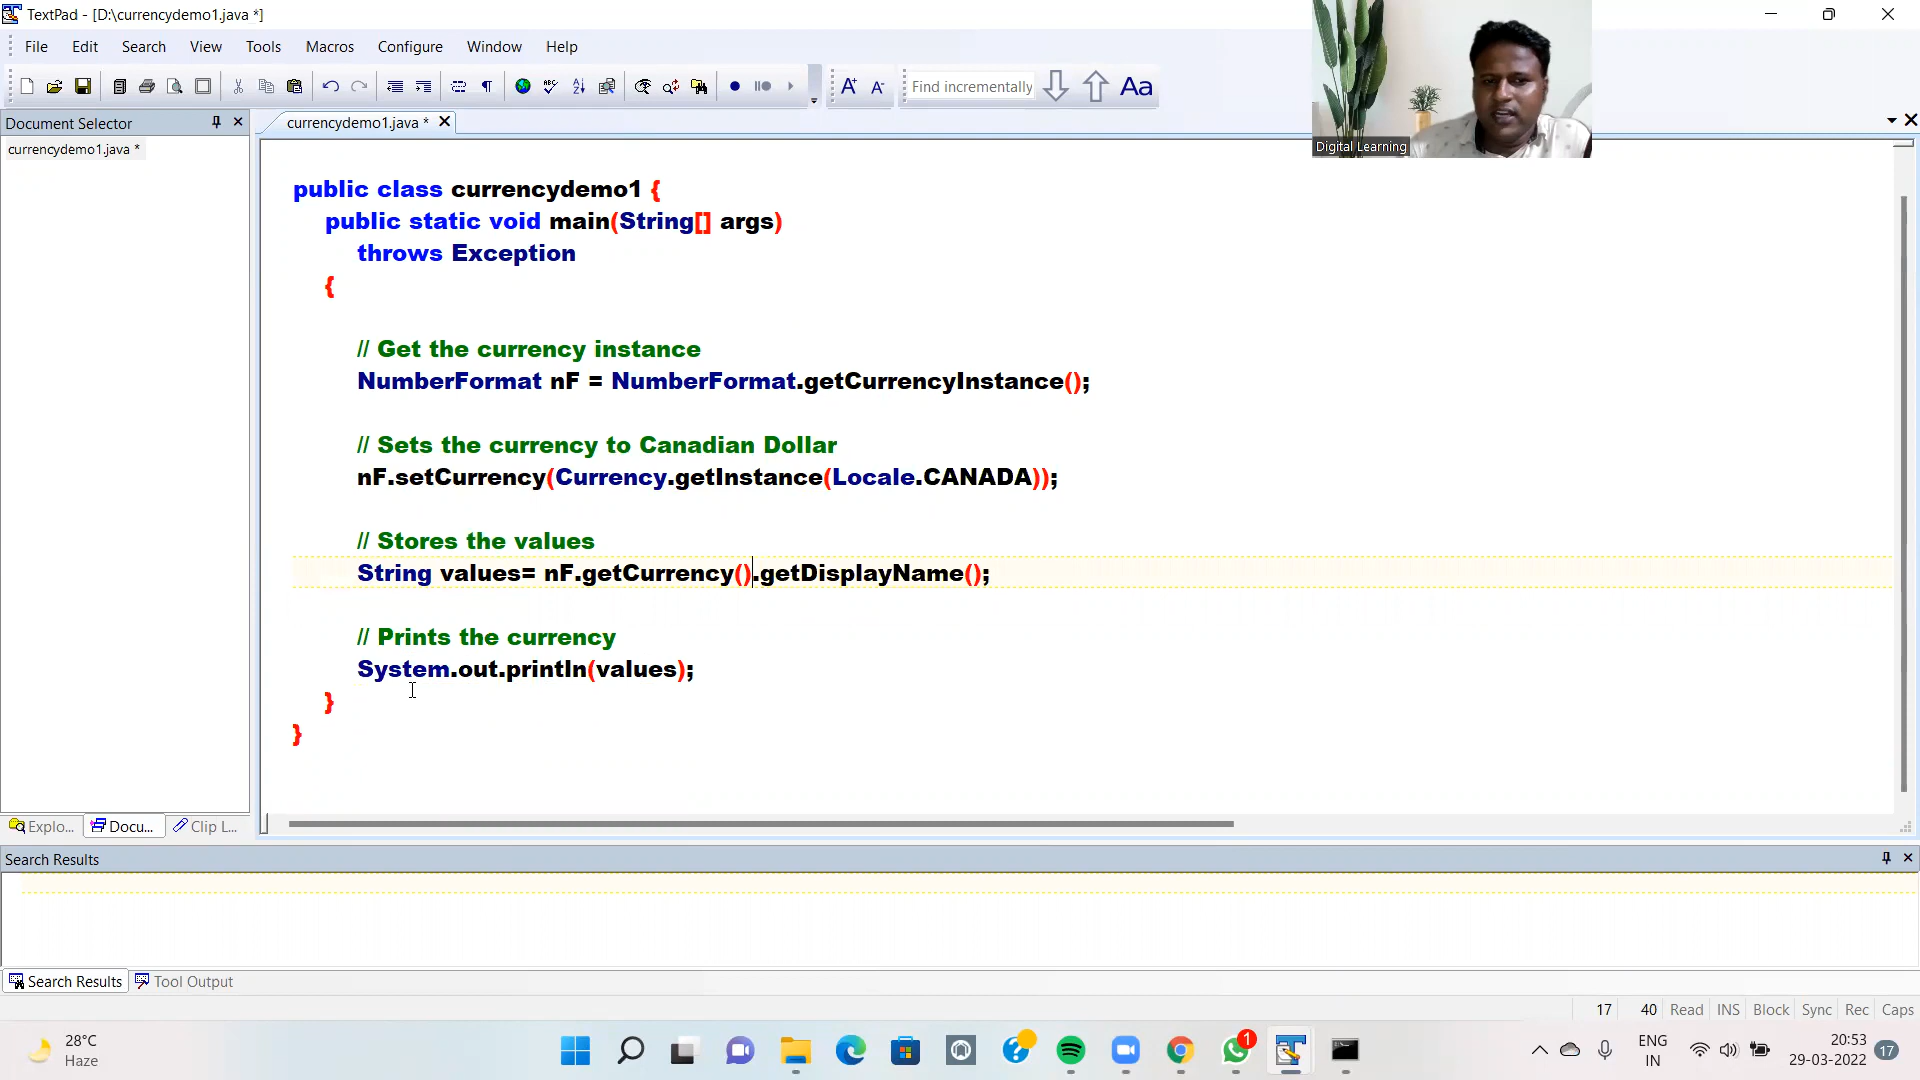 TextPad - [D:\currencydemo1.java *]
File Edit Search View Tools Macros Configure Window Help
Find incrementally
Aa
Document Selector
currencydemo1.java *
currencydemo1.java *
Digital Learning
public class currencydemo1 {
public static void main(String[] args)
throws Exception
{
// Get the currency instance
NumberFormat nF = NumberFormat.getCurrencyInstance();
// Sets the currency to Canadian Dollar
nF.setCurrency(Currency.getInstance(Locale.CANADA));
// Stores the values
String values= nF.getCurrency().getDisplayName();
// Prints the currency
System.out.println(values);
}
}
Explo... Docu... Clip L...
Search Results
Search Results Tool Output
17 40 Read INS Block Sync Rec Caps
28°C
Haze
1
ENG
IN
20:53
29-03-2022
17